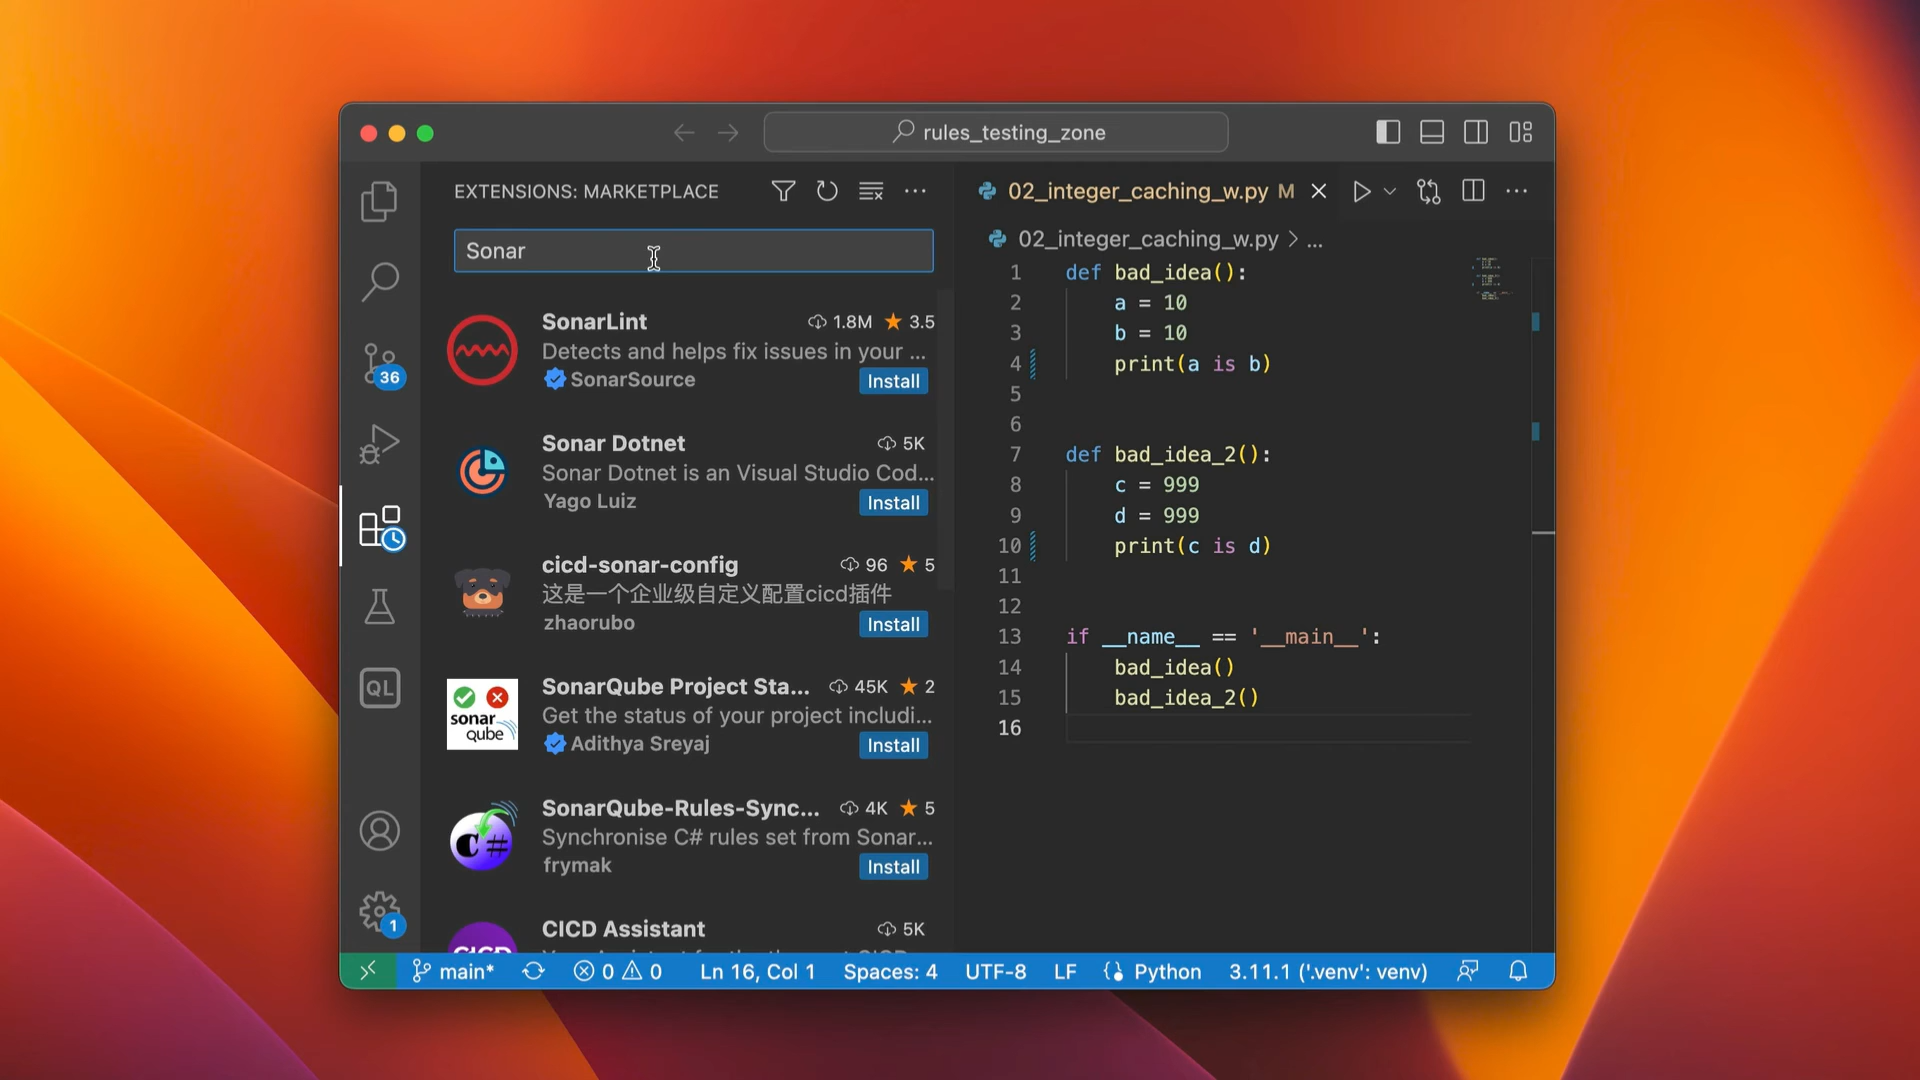 rules_testing_zone
EXTENSIONS: MARKETPLACE
Sonar
SonarLint 1.8M 3.5
Detects and helps fix issues in your ...
SonarSource Install
Sonar Dotnet 5K
Sonar Dotnet is an Visual Studio Cod...
Yago Luiz Install
cicd-sonar-config 96 5
这是一个企业级自定义配置cicd插件
zhaorubo Install
SonarQube Project Sta... 45K 2
Get the status of your project includi...
Adithya Sreyaj Install
sonar
qube
SonarQube-Rules-Sync... 4K 5
Synchronise C# rules set from Sonar...
frymak Install
C#
CICD Assistant 5K
36
QL
1
02_integer_caching_w.py M
02_integer_caching_w.py > ...
1 def bad_idea():
2 a = 10
3 b = 10
4 print(a is b)
5
6
7 def bad_idea_2():
8 c = 999
9 d = 999
10 print(c is d)
11
12
13 if __name__ == '__main__':
14 bad_idea()
15 bad_idea_2()
16
main* 0 0 Ln 16, Col 1 Spaces: 4 UTF-8 LF Python 3.11.1 ('.venv': venv)